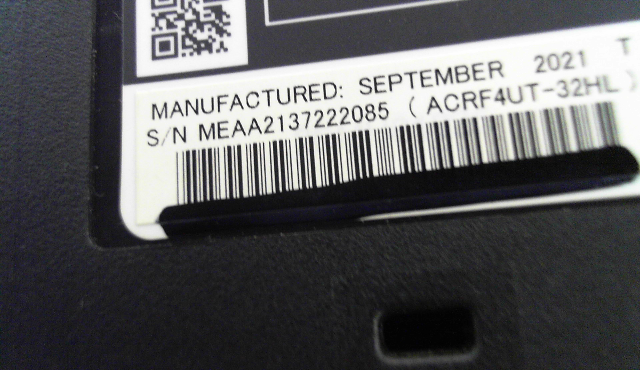 MANUFACTURED: SEPTEMBER 2021 T
S/N MEAA2137222085 (ACRF4UT-32HL)